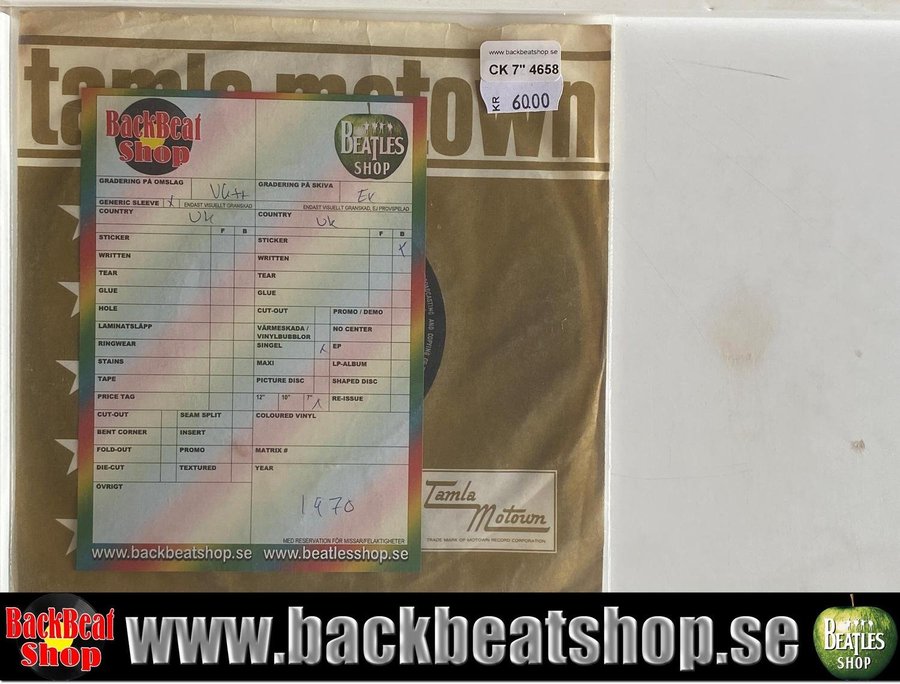 tamla motown
www.backbeatshop.se
CK 7" 4658
KR 6000
BackBeat Shop
BEATLES SHOP
GRADERING PÅ OMSLAG VG++
GRADERING PÅ SKIVA Ex
GENERIC SLEEVE x ENDAST VISUELLT GRANSKAD
ENDAST VISUELLT GRANSKAD, EJ PROVSPELAD
COUNTRY Uk
COUNTRY Uk
F B
F B
STICKER
STICKER x
WRITTEN
WRITTEN
TEAR
TEAR
GLUE
GLUE
HOLE
CUT-OUT PROMO / DEMO
LAMINATSLÄPP
VÄRMESKADA / VINYLBUBBLOR NO CENTER
RINGWEAR
SINGEL x EP
STAINS
MAXI LP-ALBUM
TAPE
PICTURE DISC SHAPED DISC
PRICE TAG
12" 10" 7" x RE-ISSUE
CUT-OUT SEAM SPLIT
COLOURED VINYL
BENT CORNER INSERT
FOLD-OUT PROMO
MATRIX #
DIE-CUT TEXTURED
YEAR
ÖVRIGT
1970
MED RESERVATION FÖR MISSAR/FELAKTIGHETER
www.backbeatshop.se www.beatlesshop.se
AND COPYING
Tamla Motown
TRADE MARK OF MOTOWN RECORD CORPORATION
BackBeat Shop
www.backbeatshop.se
BEATLES SHOP